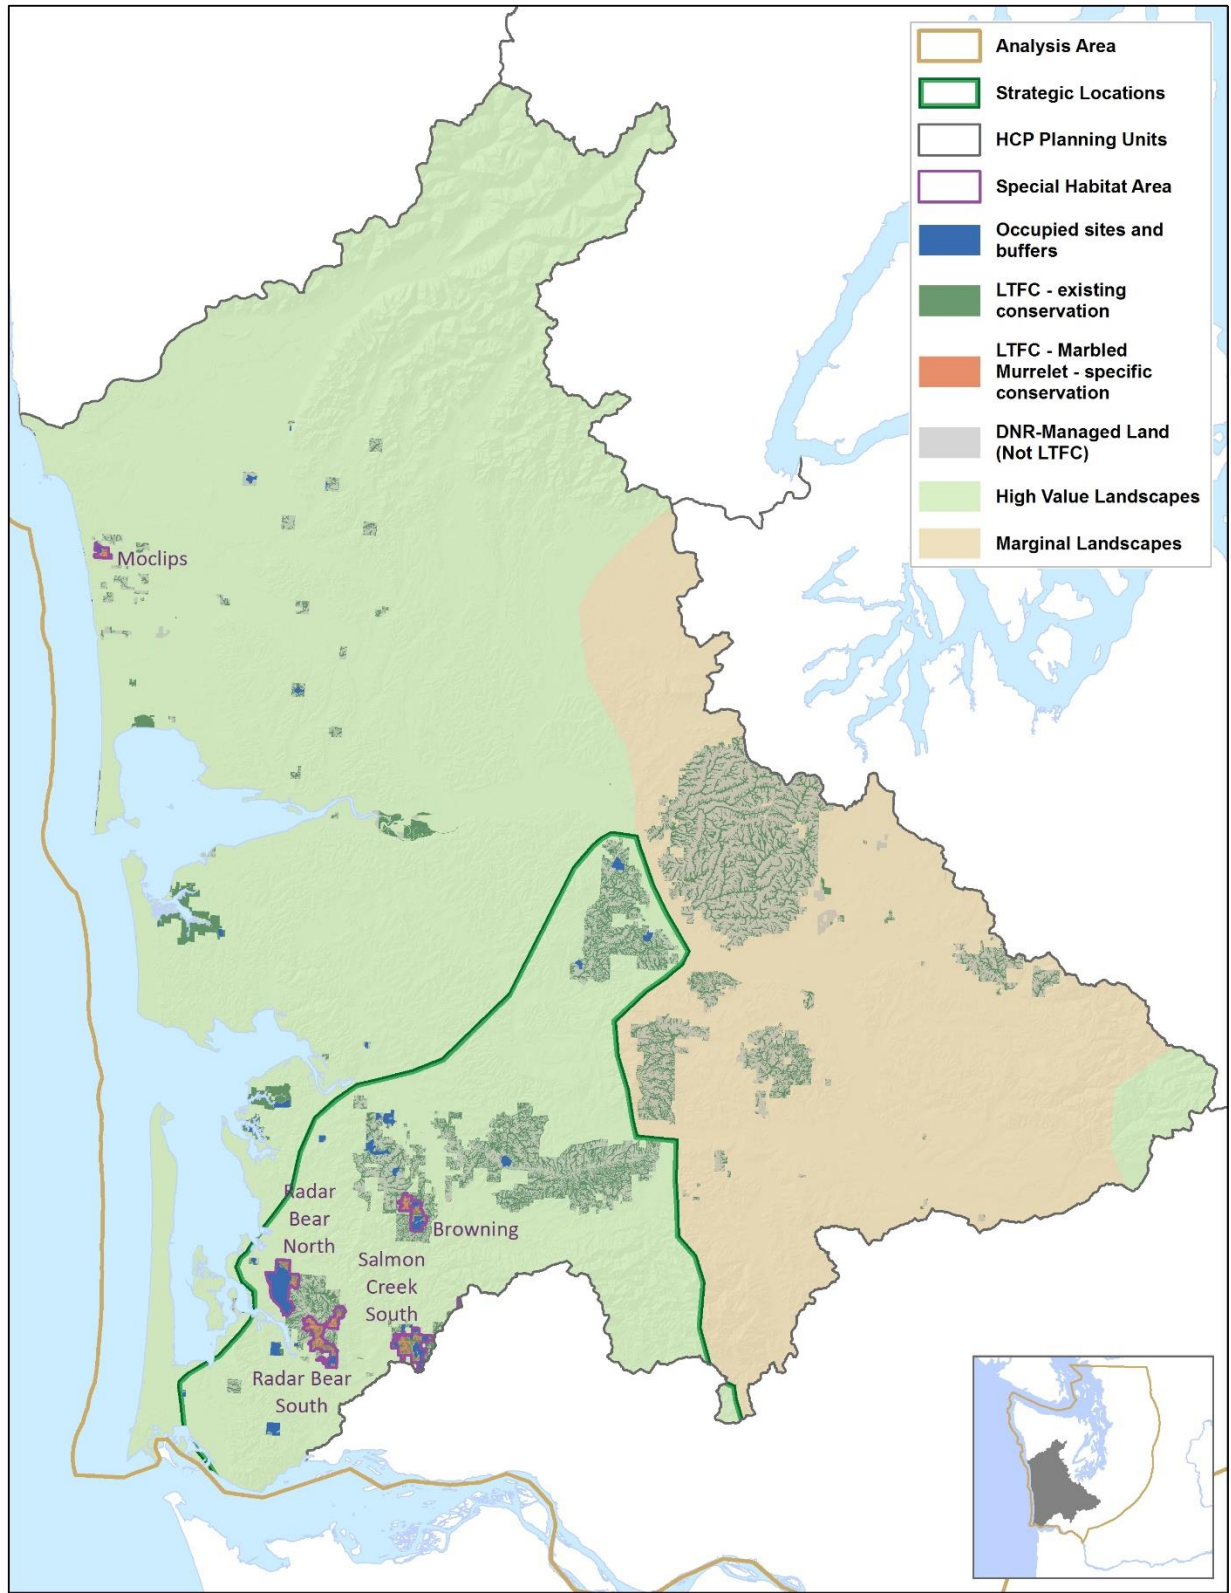 Analysis Area
Strategic Locations
HCP Planning Units
Special Habitat Area
Occupied sites and
buffers
LTFC - existing
conservation
LTFC - Marbled
Murrelet - specific
conservation
DNR-Managed Land
(Not LTFC)
High Value Landscapes
Marginal Landscapes
Moclips
Radar
Bear
North
Browning
Salmon
Creek
South
Radar Bear
South